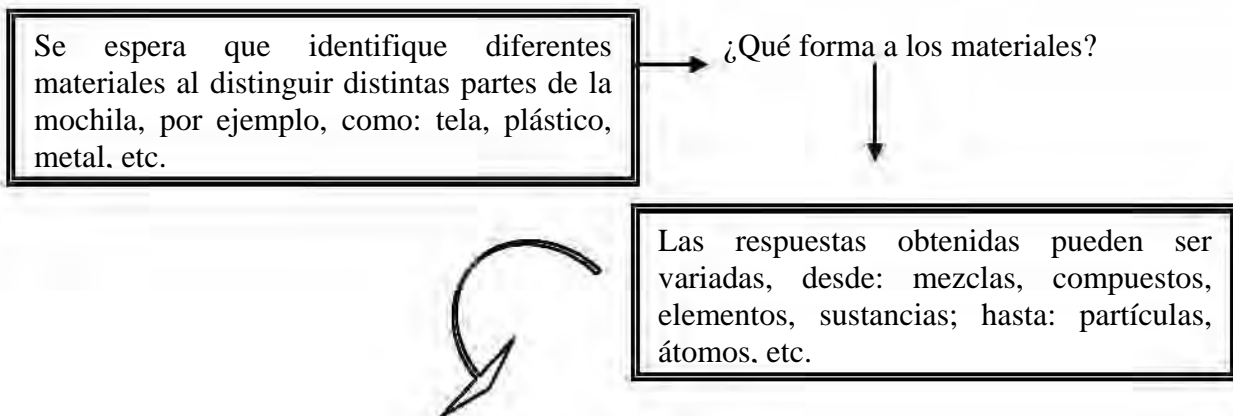 Se espera que identifique diferentes
materiales al distinguir distintas partes de la
mochila, por ejemplo, como: tela, plástico,
metal, etc.
¿Qué forma a los materiales?
Las respuestas obtenidas pueden ser
variadas, desde: mezclas, compuestos,
elementos, sustancias; hasta: partículas,
átomos, etc.